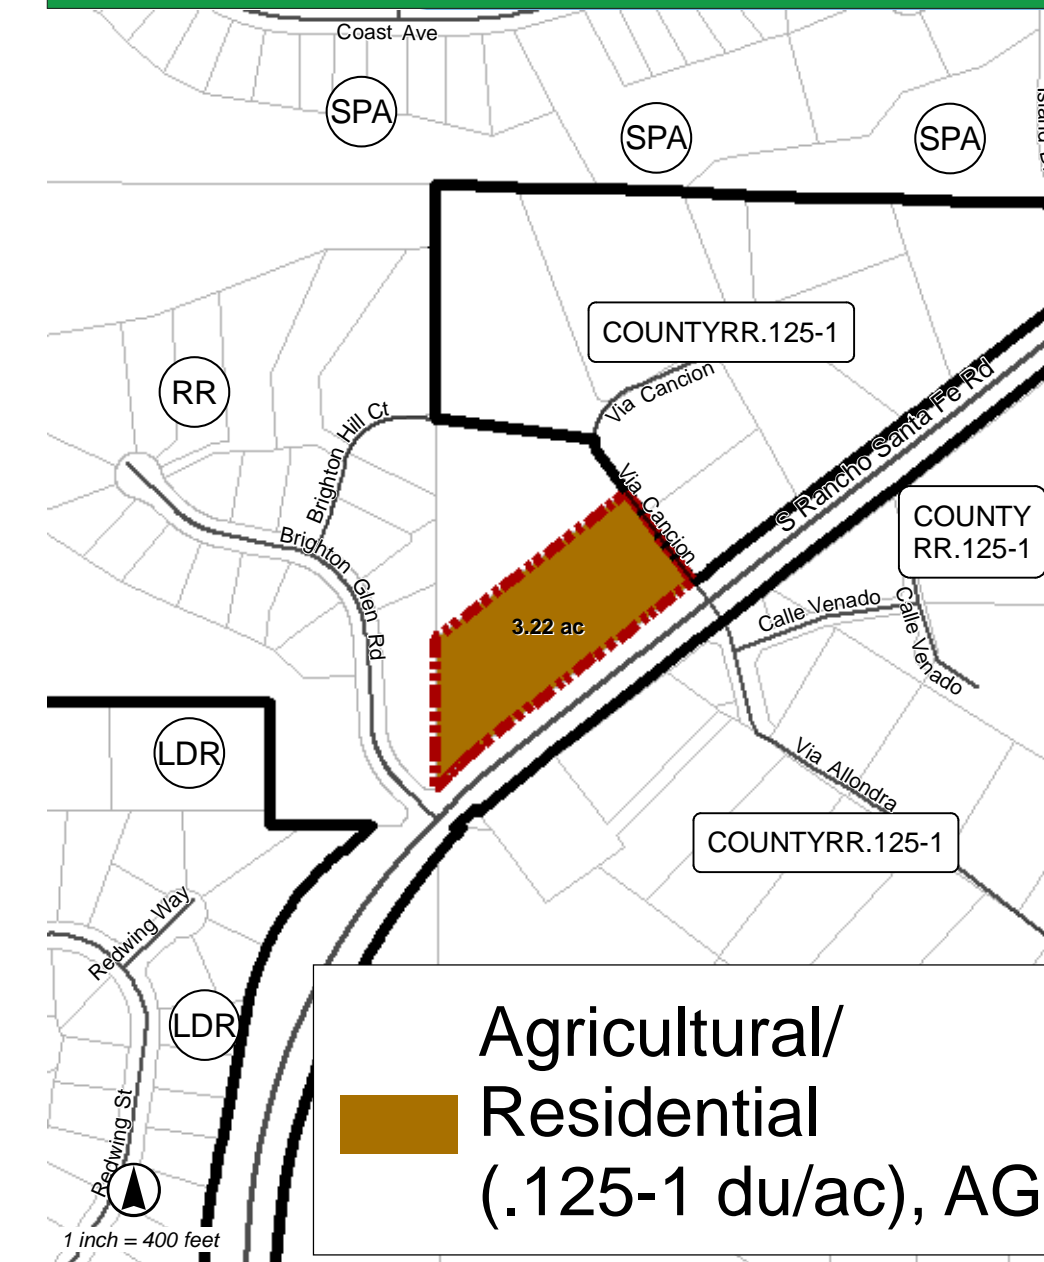 Coast Ave
SPA
SPA
SPA
COUNTYRR.125-1
Via Cancion
RR
Brighton Hill Ct
S Rancho Santa Fe Rd
Via Cancion
COUNTY
RR.125-1
Brighton Glen Rd
Calle Venado
Calle Venado
3.22 ac
LDR
Via Allondra
COUNTYRR.125-1
Redwing Way
LDR
Redwing St
Agricultural/
Residential
(.125-1 du/ac), AG
1 inch = 400 feet